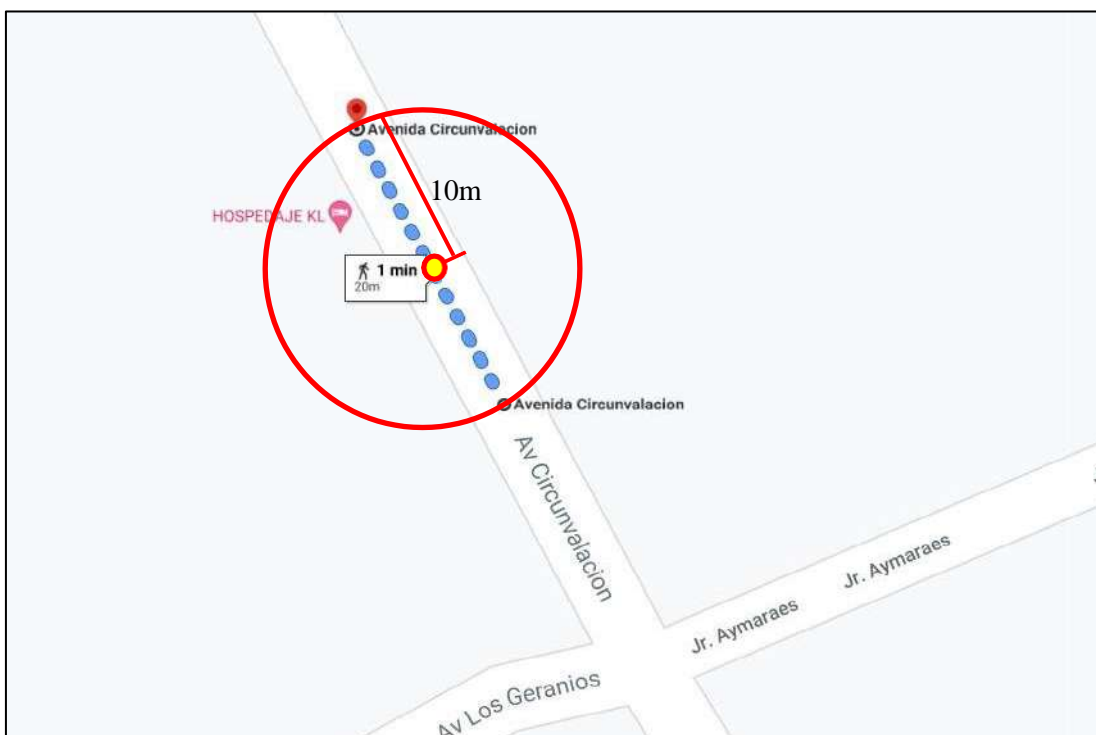 Avenida Circunvalacion
10m
HOSPEDAJE KL
1 min
20m
Avenida Circunvalacion
Av Circunvalacion
Jr. Aymaraes
Jr. Aymaraes
Av Los Geranios